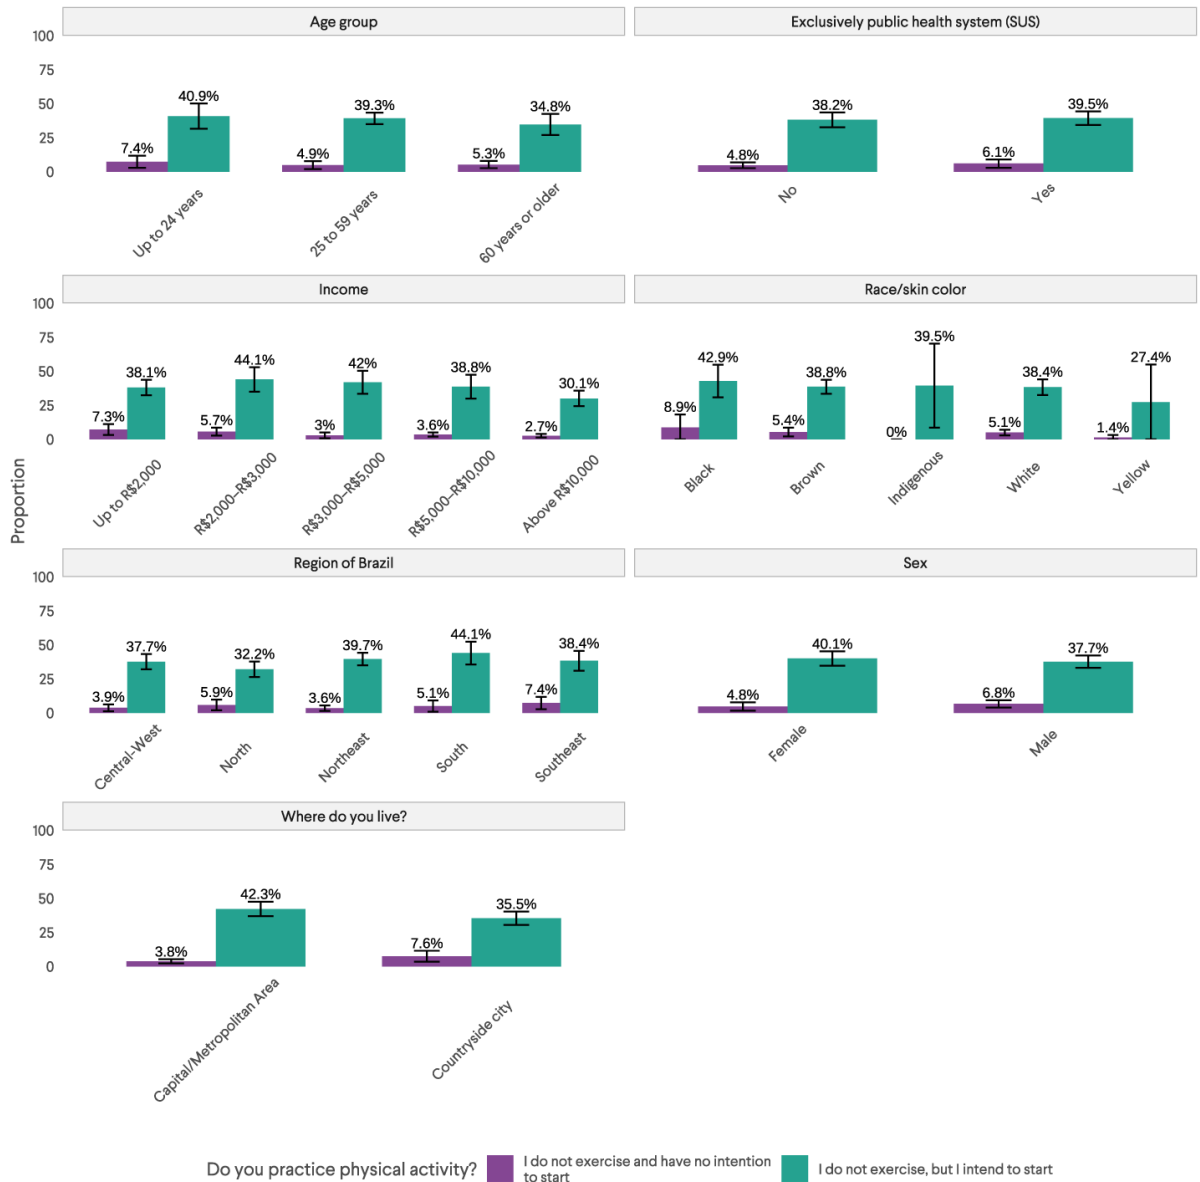 Age group
Exclusively public health system (SUS)
100
75
50
25
0
40.9%
39.3%
34.8%
7.4%
4.9%
5.3%
Up to 24 years
25 to 59 years
60 years or older
38.2%
39.5%
4.8%
6.1%
No
Yes
Income
Race/skin color
100
75
50
25
0
38.1%
44.1%
42%
38.8%
30.1%
7.3%
5.7%
3%
3.6%
2.7%
Up to R$2,000
R$2,000–R$3,000
R$3,000–R$5,000
R$5,000–R$10,000
Above R$10,000
42.9%
38.8%
39.5%
38.4%
27.4%
8.9%
5.4%
0%
5.1%
1.4%
Black
Brown
Indigenous
White
Yellow
Proportion
Region of Brazil
Sex
100
75
50
25
0
37.7%
32.2%
39.7%
44.1%
38.4%
3.9%
5.9%
3.6%
5.1%
7.4%
Central-West
North
Northeast
South
Southeast
40.1%
37.7%
4.8%
6.8%
Female
Male
Where do you live?
100
75
50
25
0
42.3%
35.5%
3.8%
7.6%
Capital/Metropolitan Area
Countryside city
Do you practice physical activity?
I do not exercise and have no intention
to start
I do not exercise, but I intend to start